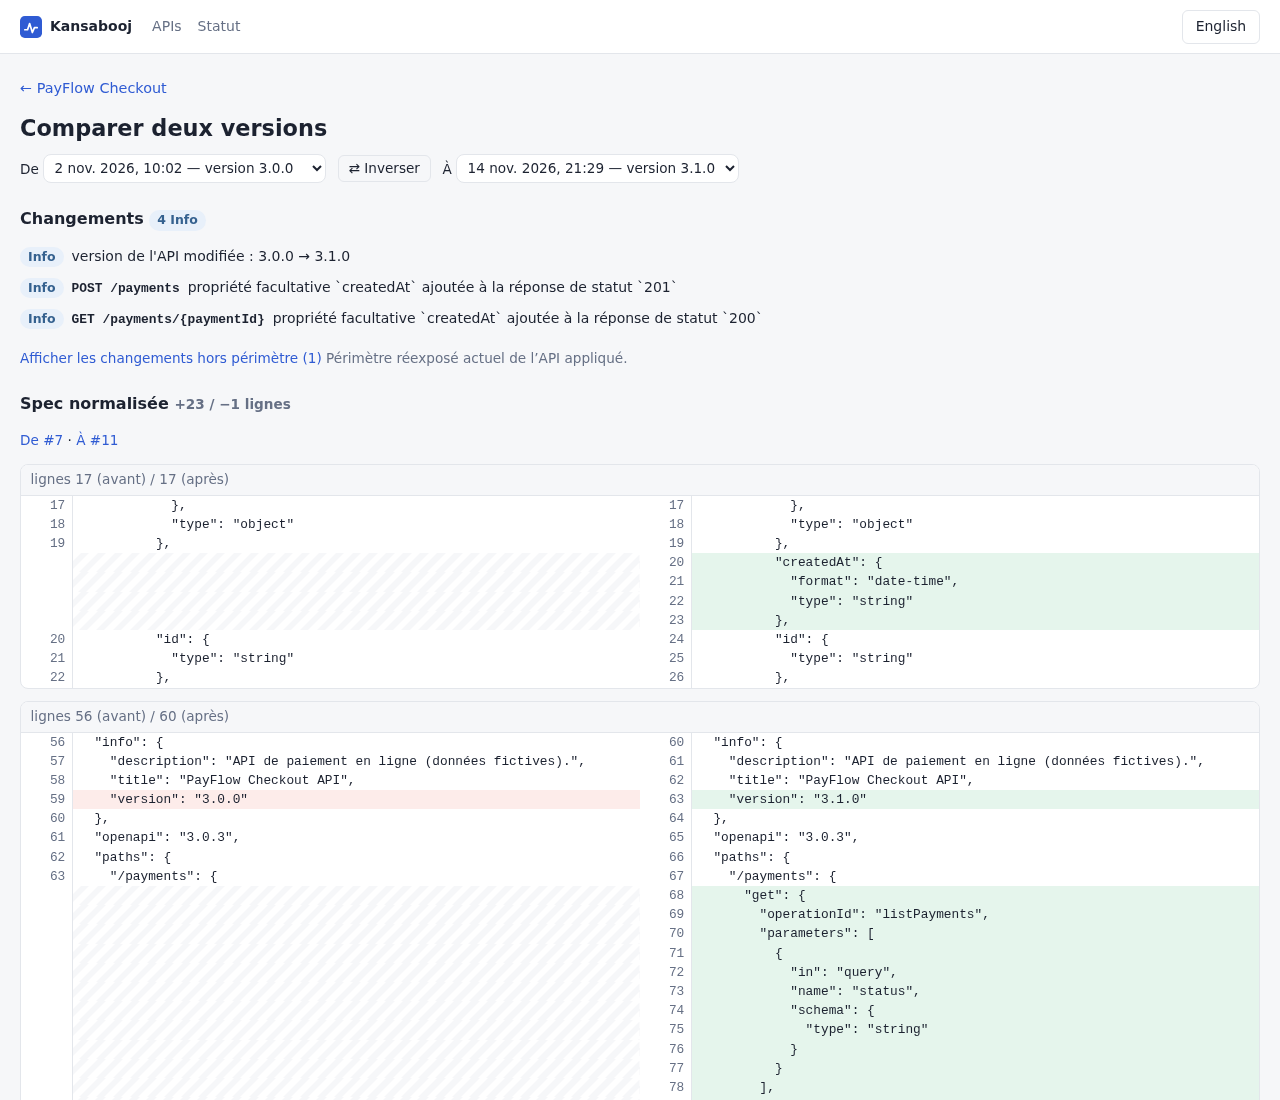 Kansabooj APIs Statut English
← PayFlow Checkout
Comparer deux versions
De 2 nov. 2026, 10:02 — version 3.0.0 ⇄ Inverser À 14 nov. 2026, 21:29 — version 3.1.0
Changements 4 Info
Info version de l'API modifiée : 3.0.0 → 3.1.0
Info POST /payments propriété facultative `createdAt` ajoutée à la réponse de statut `201`
Info GET /payments/{paymentId} propriété facultative `createdAt` ajoutée à la réponse de statut `200`
Afficher les changements hors périmètre (1) Périmètre réexposé actuel de l’API appliqué.
Spec normalisée +23 / −1 lignes
De #7 · À #11
lignes 17 (avant) / 17 (après)
17 }, 17 },
18 "type": "object" 18 "type": "object"
19 }, 19 },
20 "createdAt": {
21 "format": "date-time",
22 "type": "string"
23 },
20 "id": { 24 "id": {
21 "type": "string" 25 "type": "string"
22 }, 26 },
lignes 56 (avant) / 60 (après)
56 "info": { 60 "info": {
57 "description": "API de paiement en ligne (données fictives).", 61 "description": "API de paiement en ligne (données fictives).",
58 "title": "PayFlow Checkout API", 62 "title": "PayFlow Checkout API",
59 "version": "3.0.0" 63 "version": "3.1.0"
60 }, 64 },
61 "openapi": "3.0.3", 65 "openapi": "3.0.3",
62 "paths": { 66 "paths": {
63 "/payments": { 67 "/payments": {
68 "get": {
69 "operationId": "listPayments",
70 "parameters": [
71 {
72 "in": "query",
73 "name": "status",
74 "schema": {
75 "type": "string"
76 }
77 }
78 ],